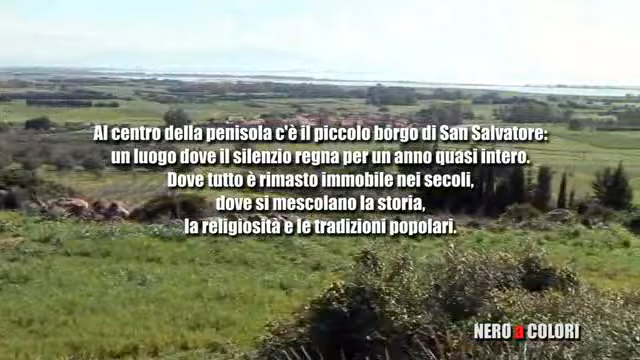 Al centro della penisola c'è il piccolo borgo di San Salvatore:
un luogo dove il silenzio regna per un anno quasi intero.
Dove tutto è rimasto immobile nei secoli,
dove si mescolano la storia,
la religiosità e le tradizioni popolari.
NERO a COLORI